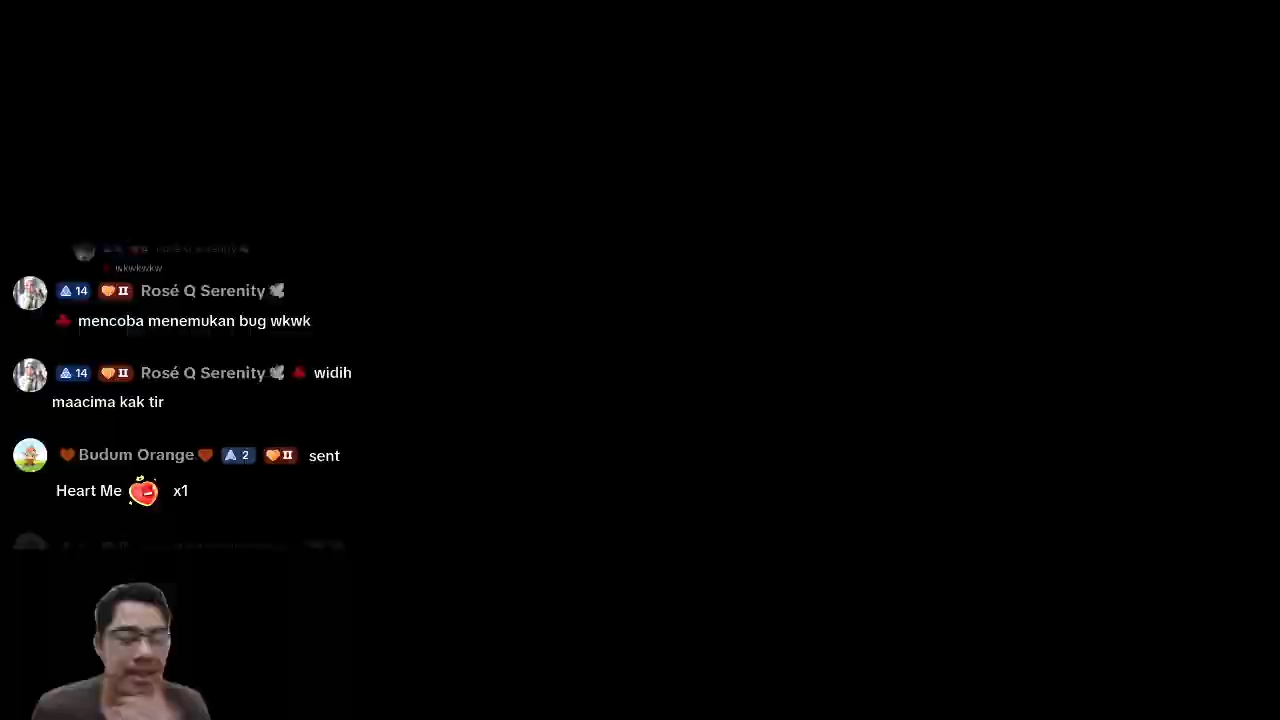 wkwkwkw
14 II Rosé Q Serenity
mencoba menemukan bug wkwk
14 II Rosé Q Serenity widih
maacima kak tir
Budum Orange 2 II sent
Heart Me x1